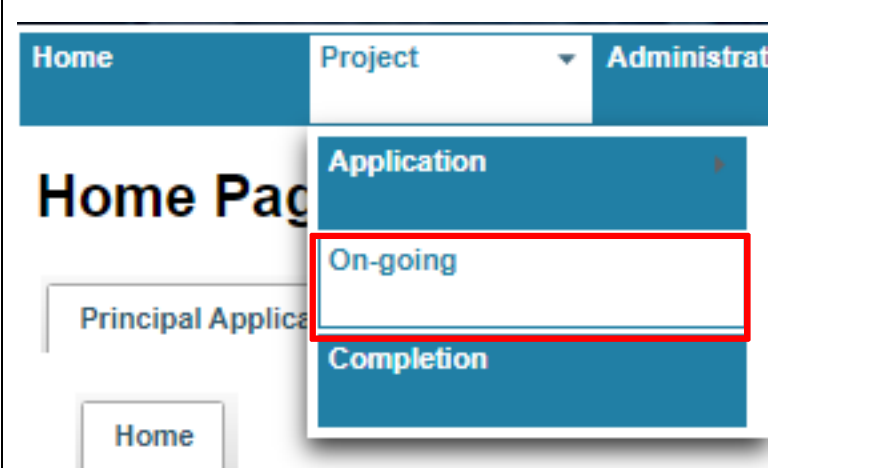 Home Project Administrat
Application
Home Pag
On-going
Principal Applica
Completion
Home